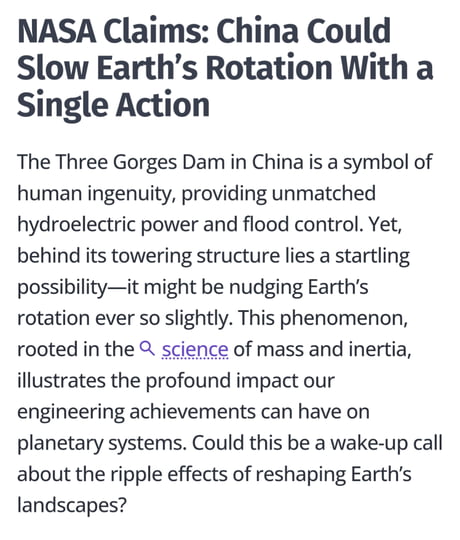 NASA Claims: China Could
Slow Earth’s Rotation With a
Single Action
The Three Gorges Dam in China is a symbol of
human ingenuity, providing unmatched
hydroelectric power and flood control. Yet,
behind its towering structure lies a startling
possibility—it might be nudging Earth’s
rotation ever so slightly. This phenomenon,
rooted in the science of mass and inertia,
illustrates the profound impact our
engineering achievements can have on
planetary systems. Could this be a wake-up call
about the ripple effects of reshaping Earth’s
landscapes?